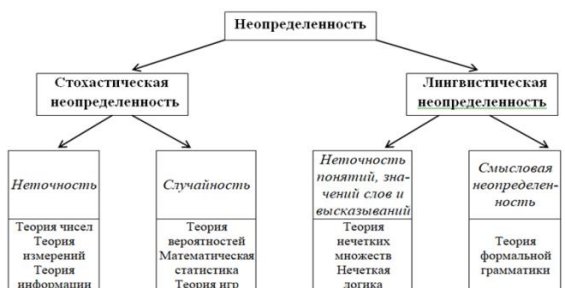 Неопределенность
Стохастическая
неопределенность
Лингвистическая
неопределенность
Неточность
Случайность
Неточность
понятий, зна-
чений слов и
высказываний
Смысловая
неопределен-
ность
Теория чисел
Теория
измерений
Теория
информации
Теория
вероятностей
Математическая
статистика
Теория игр
Теория
нечетких
множеств
Нечеткая
логика
Теория
формальной
грамматики